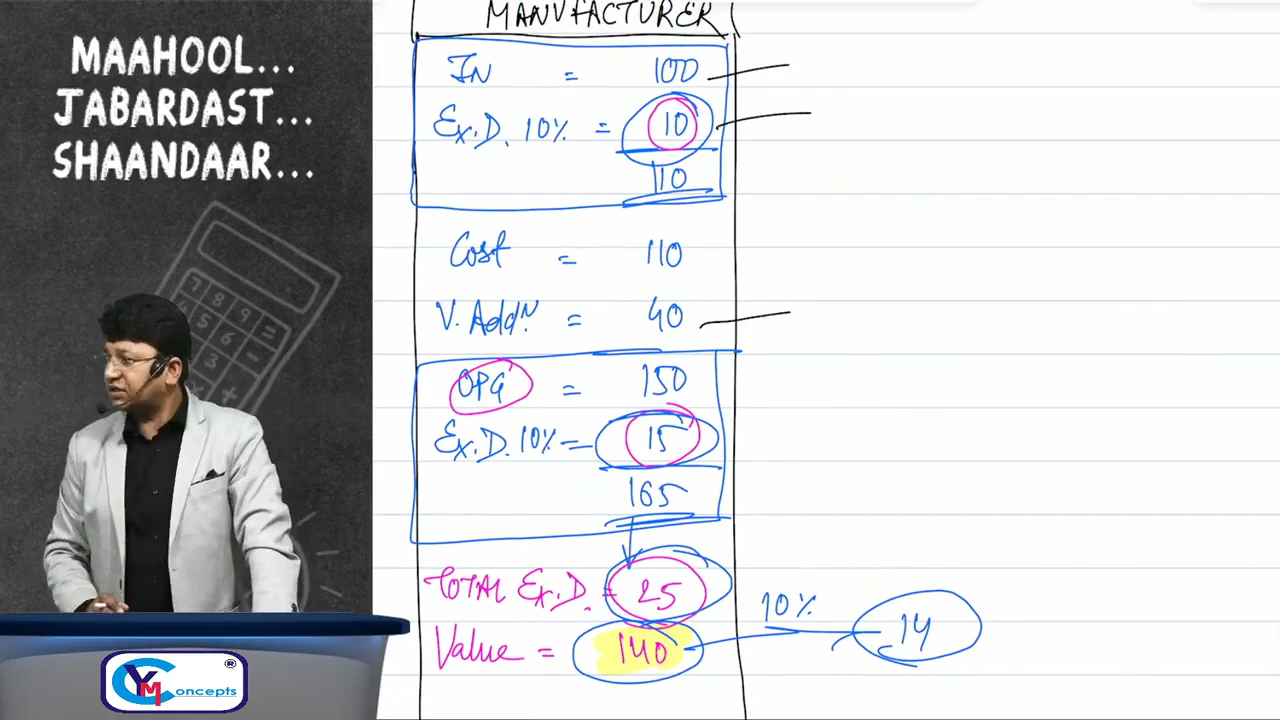 MAAHOOL...
JABARDAST...
SHAANDAAR...
MANUFACTURER
IN = 100
Ex.D. 10% = 10
110
Cost = 110
V. Addn. = 40
OPG = 150
Ex.D. 10% = 15
165
TOTAL Ex.D. = 25
10%
14
Value = 140
CYM Concepts ®